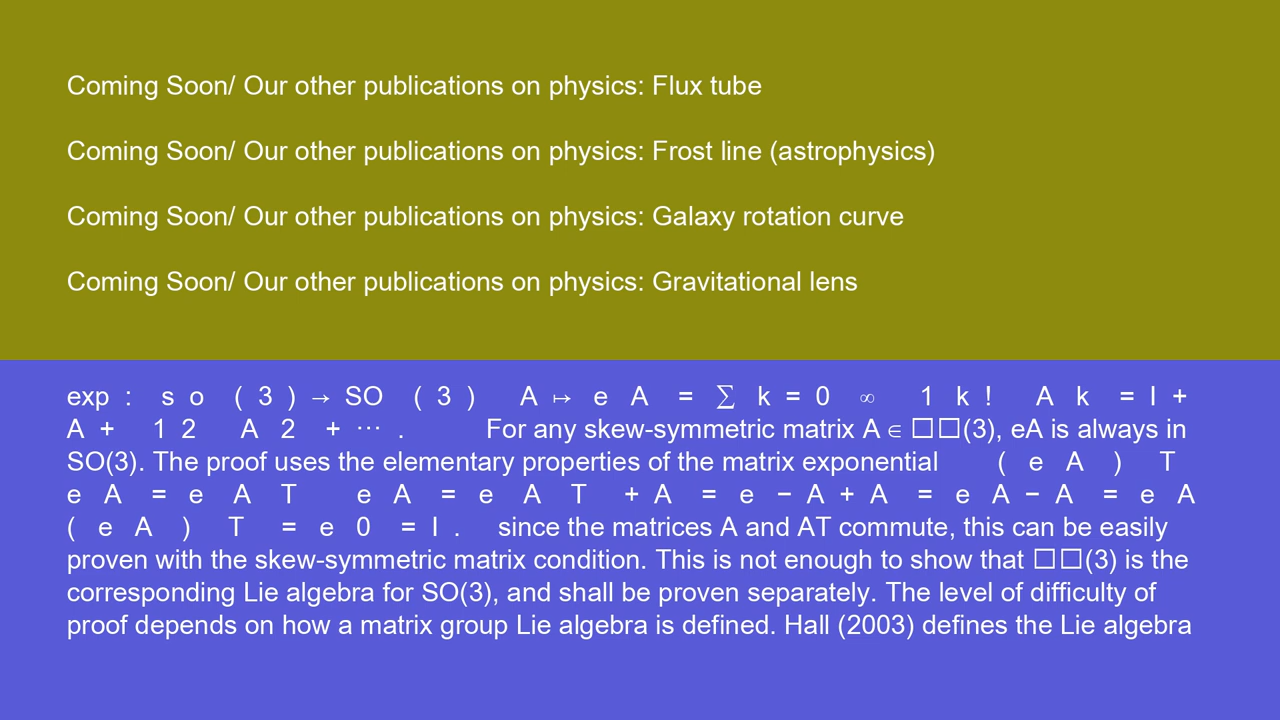 Coming Soon/ Our other publications on physics: Flux tube
Coming Soon/ Our other publications on physics: Frost line (astrophysics)
Coming Soon/ Our other publications on physics: Galaxy rotation curve
Coming Soon/ Our other publications on physics: Gravitational lens
exp : s o ( 3 ) → SO ( 3 ) A ↦ e A = ∑ k = 0 ∞ 1 k ! A k = I +
A + 1 2 A 2 + ⋯ . For any skew-symmetric matrix A ∈ □□(3), eA is always in
SO(3). The proof uses the elementary properties of the matrix exponential ( e A ) T
e A = e A T e A = e A T + A = e − A + A = e A − A = e A
( e A ) T = e 0 = I . since the matrices A and AT commute, this can be easily
proven with the skew-symmetric matrix condition. This is not enough to show that □□(3) is the
corresponding Lie algebra for SO(3), and shall be proven separately. The level of difficulty of
proof depends on how a matrix group Lie algebra is defined. Hall (2003) defines the Lie algebra